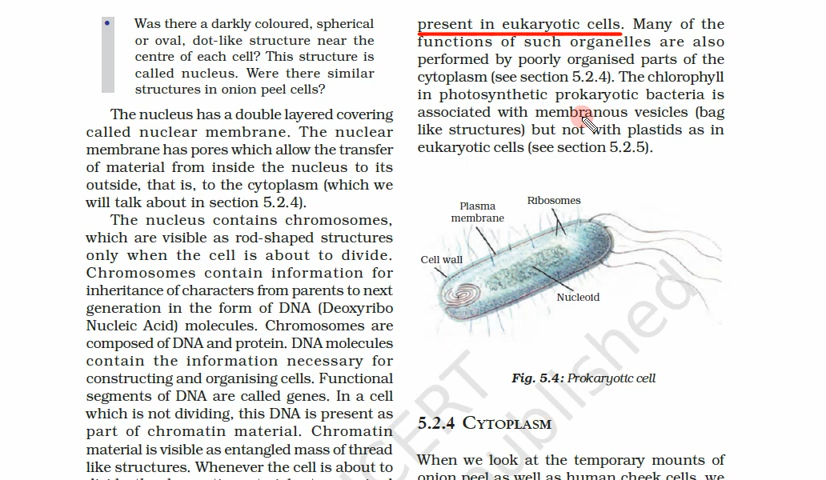 • Was there a darkly coloured, spherical
or oval, dot-like structure near the
centre of each cell? This structure is
called nucleus. Were there similar
structures in onion peel cells?
The nucleus has a double layered covering
called nuclear membrane. The nuclear
membrane has pores which allow the transfer
of material from inside the nucleus to its
outside, that is, to the cytoplasm (which we
will talk about in section 5.2.4).
The nucleus contains chromosomes,
which are visible as rod-shaped structures
only when the cell is about to divide.
Chromosomes contain information for
inheritance of characters from parents to next
generation in the form of DNA (Deoxyribo
Nucleic Acid) molecules. Chromosomes are
composed of DNA and protein. DNA molecules
contain the information necessary for
constructing and organising cells. Functional
segments of DNA are called genes. In a cell
which is not dividing, this DNA is present as
part of chromatin material. Chromatin
material is visible as entangled mass of thread
like structures. Whenever the cell is about to
present in eukaryotic cells. Many of the
functions of such organelles are also
performed by poorly organised parts of the
cytoplasm (see section 5.2.4). The chlorophyll
in photosynthetic prokaryotic bacteria is
associated with membranous vesicles (bag
like structures) but not with plastids as in
eukaryotic cells (see section 5.2.5).
Ribosomes
Plasma
membrane
Cell wall
Nucleoid
Fig. 5.4: Prokaryotic cell
5.2.4 CYTOPLASM
When we look at the temporary mounts of
onion peel as well as human cheek cells, we
NCERT
published